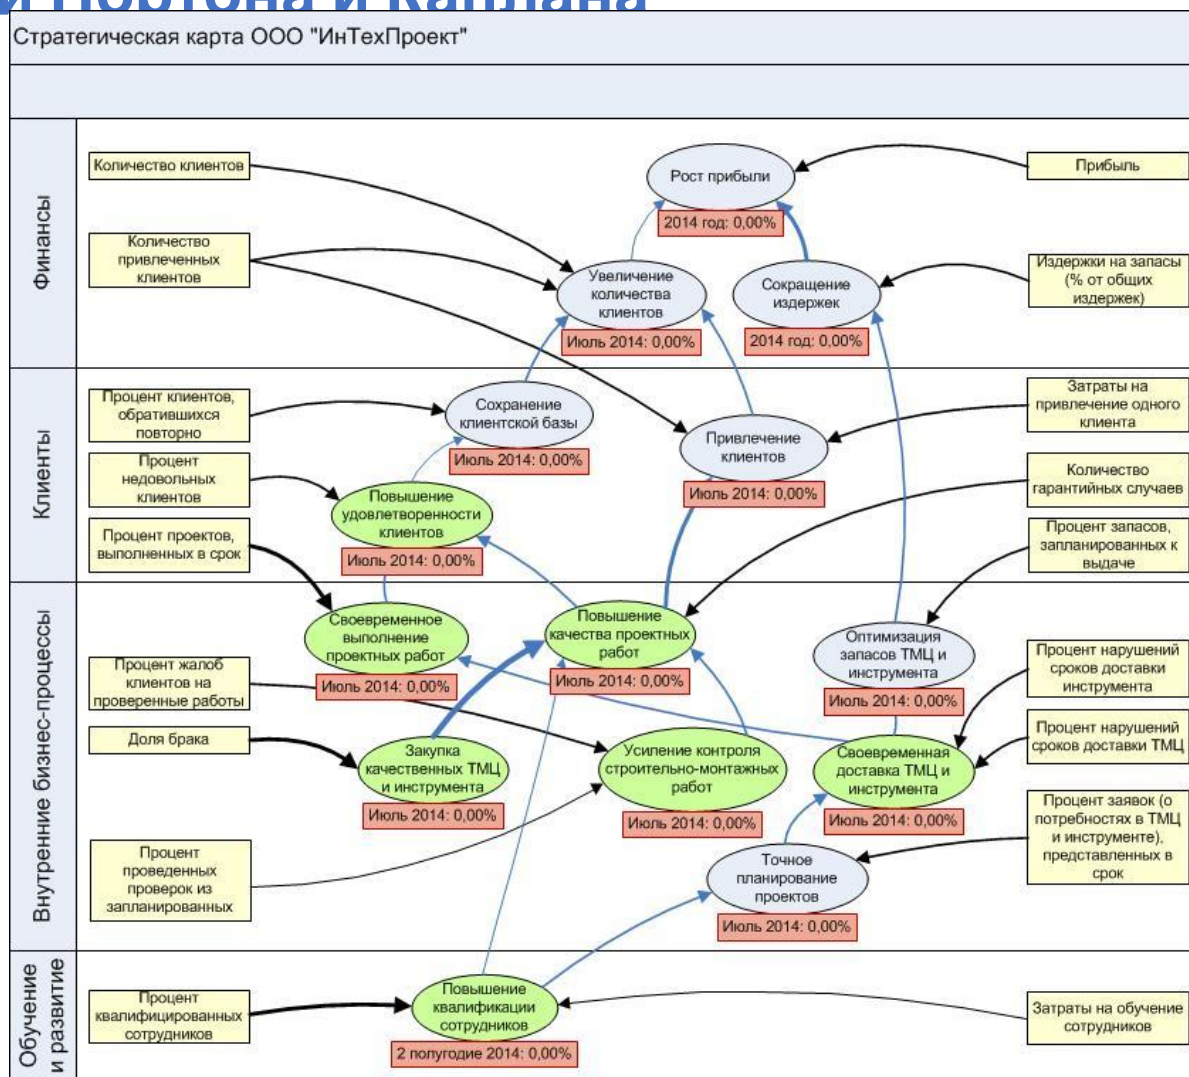 и Нортона и Каплана
Стратегическая карта ООО "ИнТехПроект"
Финансы
Количество клиентов
Количество
привлеченных
клиентов
Рост прибыли
2014 год: 0,00%
Прибыль
Увеличение
количества
клиентов
Июль 2014: 0,00%
Сокращение
издержек
2014 год: 0,00%
Издержки на запасы
(% от общих
издержек)
Клиенты
Процент клиентов,
обратившихся
повторно
Процент
недовольных
клиентов
Процент проектов,
выполненных в срок
Сохранение
клиентской базы
Июль 2014: 0,00%
Привлечение
клиентов
Июль 2014: 0,00%
Повышение
удовлетворенности
клиентов
Июль 2014: 0,00%
Затраты на
привлечение одного
клиента
Количество
гарантийных случаев
Процент запасов,
запланированных к
выдаче
Внутренние бизнес-процессы
Своевременное
выполнение
проектных работ
Июль 2014: 0,00%
Повышение
качества проектных
работ
Июль 2014: 0,00%
Оптимизация
запасов ТМЦ и
инструмента
Июль 2014: 0,00%
Процент нарушений
сроков доставки
инструмента
Процент жалоб
клиентов на
проверенные работы
Доля брака
Закупка
качественных ТМЦ
и инструмента
Июль 2014: 0,00%
Усиление контроля
строительно-монтажных
работ
Июль 2014: 0,00%
Своевременная
доставка ТМЦ и
инструмента
Июль 2014: 0,00%
Процент нарушений
сроков доставки ТМЦ
Процент заявок (о
потребностях в ТМЦ
и инструменте),
представленных в
срок
Процент
проведенных
проверок из
запланированных
Точное
планирование
проектов
Июль 2014: 0,00%
Обучение
и развитие
Процент
квалифицированных
сотрудников
Повышение
квалификации
сотрудников
2 полугодие 2014: 0,00%
Затраты на обучение
сотрудников